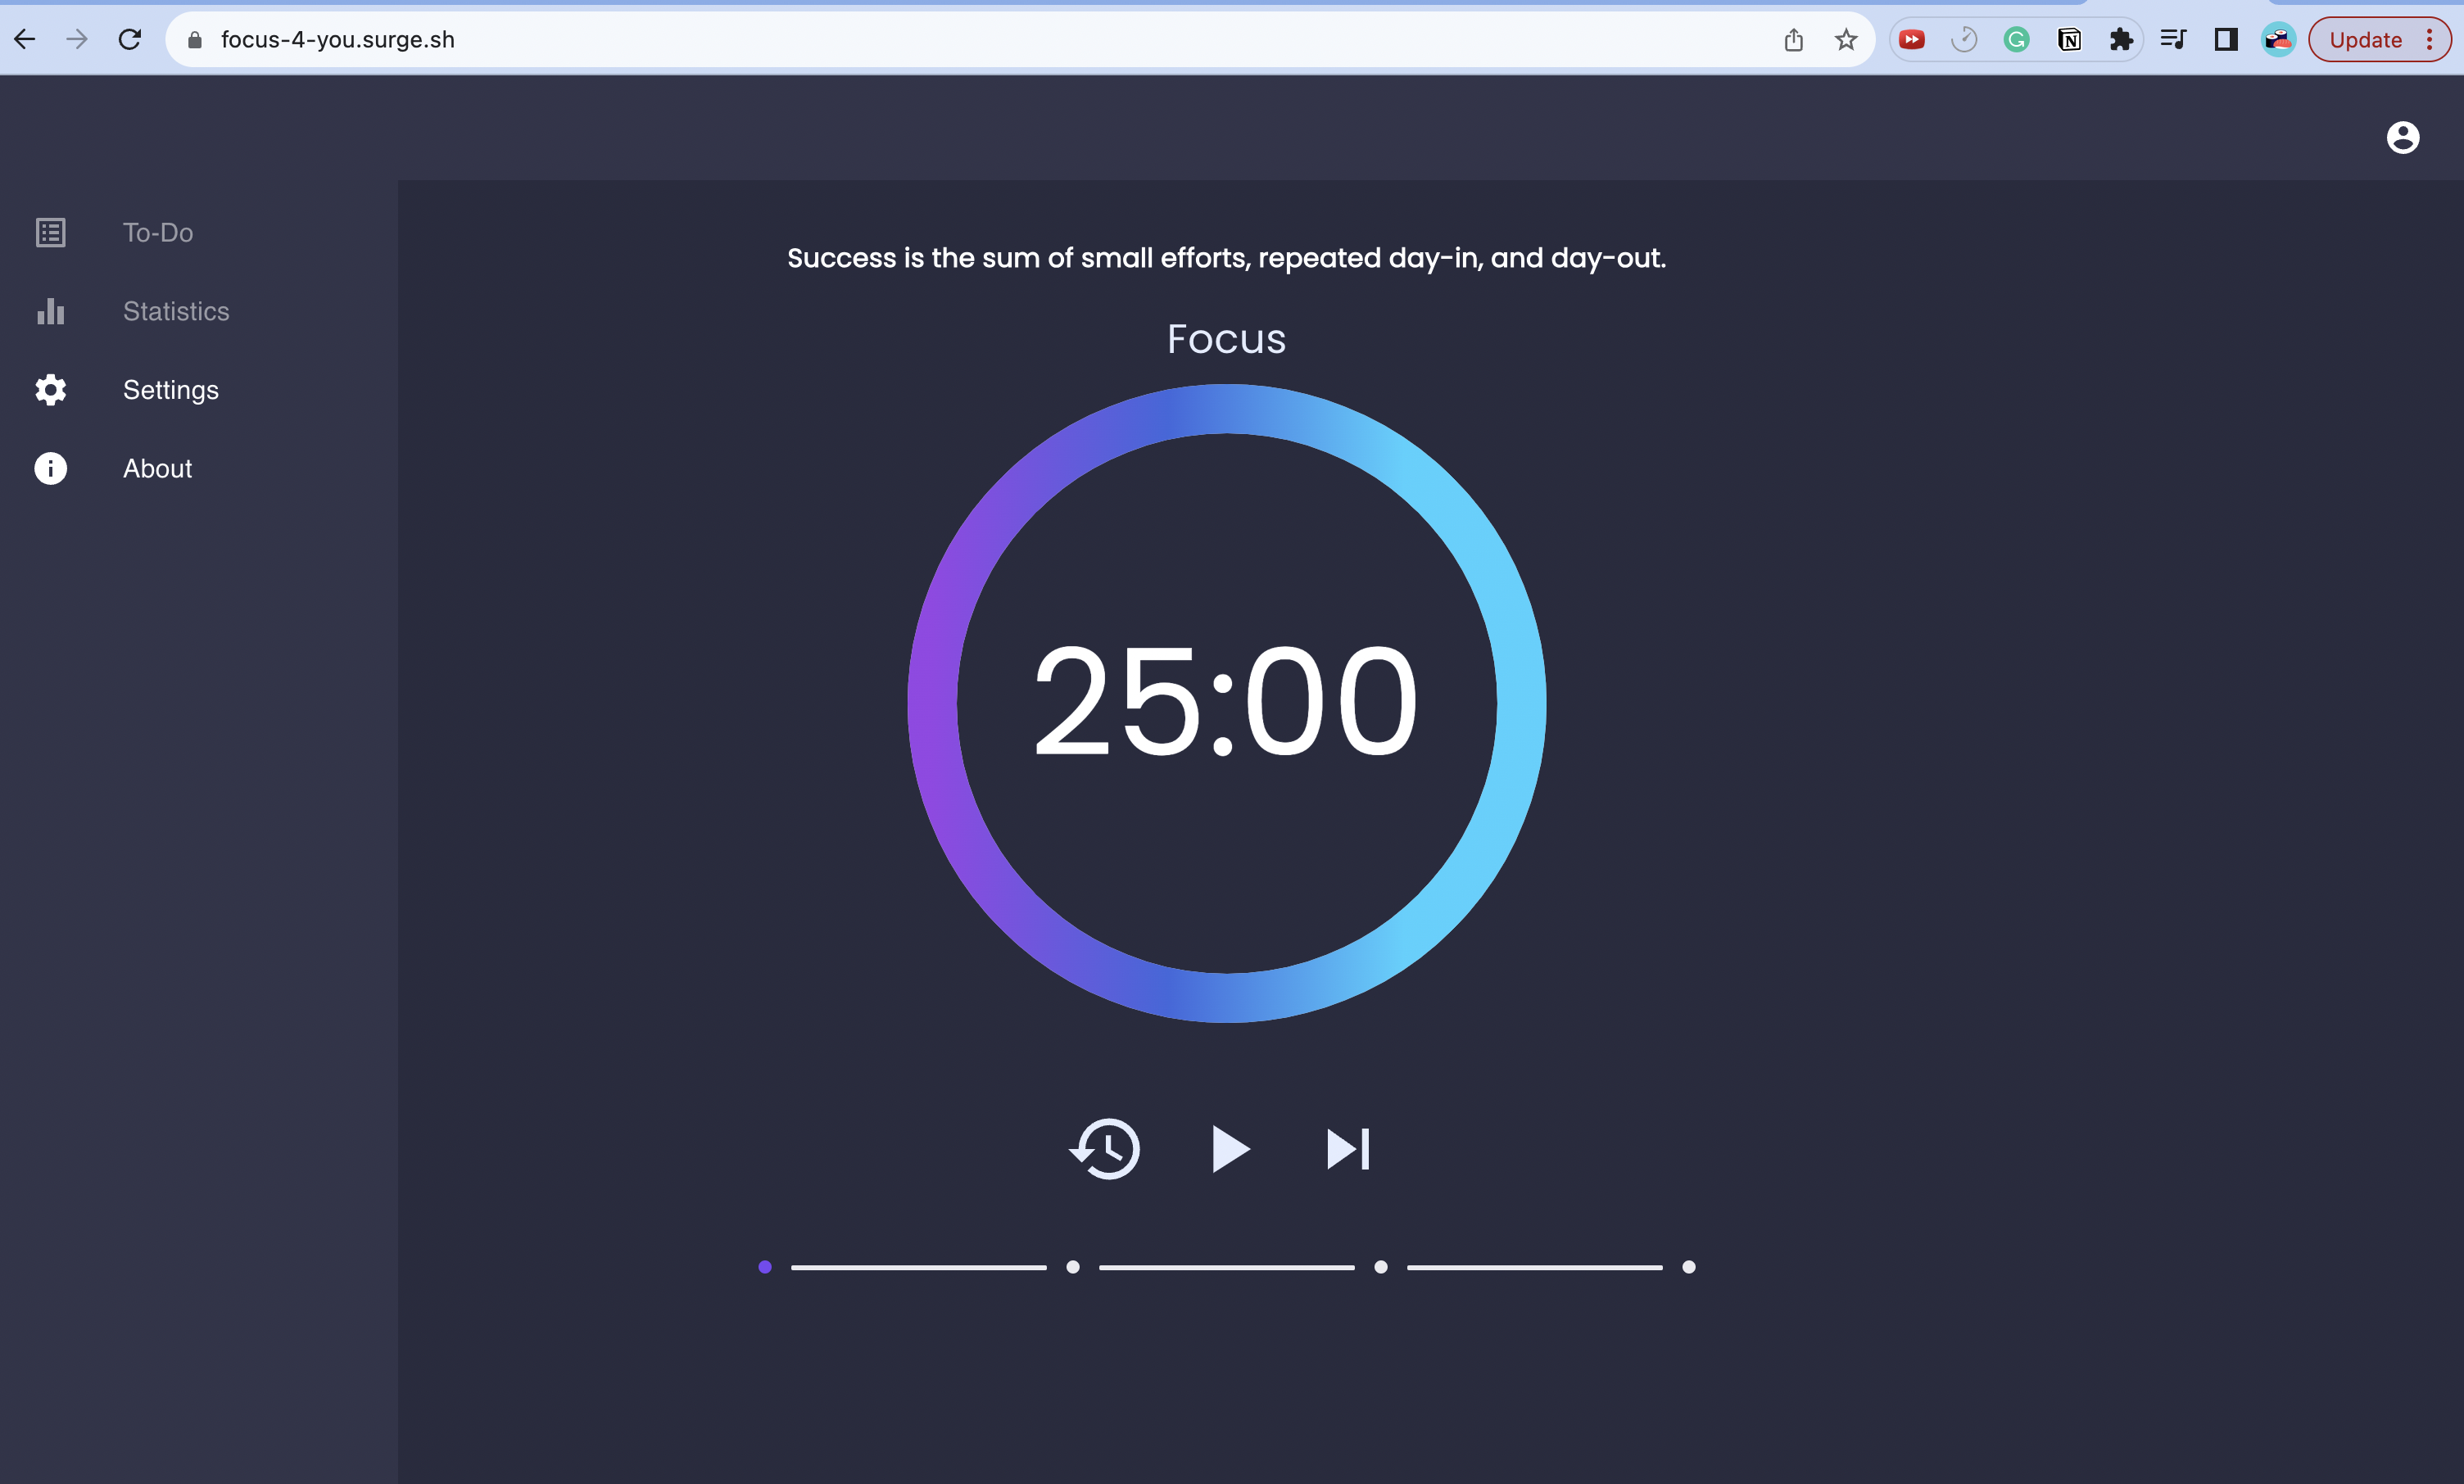 focus-4-you.surge.sh
Update
To-Do
Statistics
Settings
About
Success is the sum of small efforts, repeated day-in, and day-out.
Focus
25:00